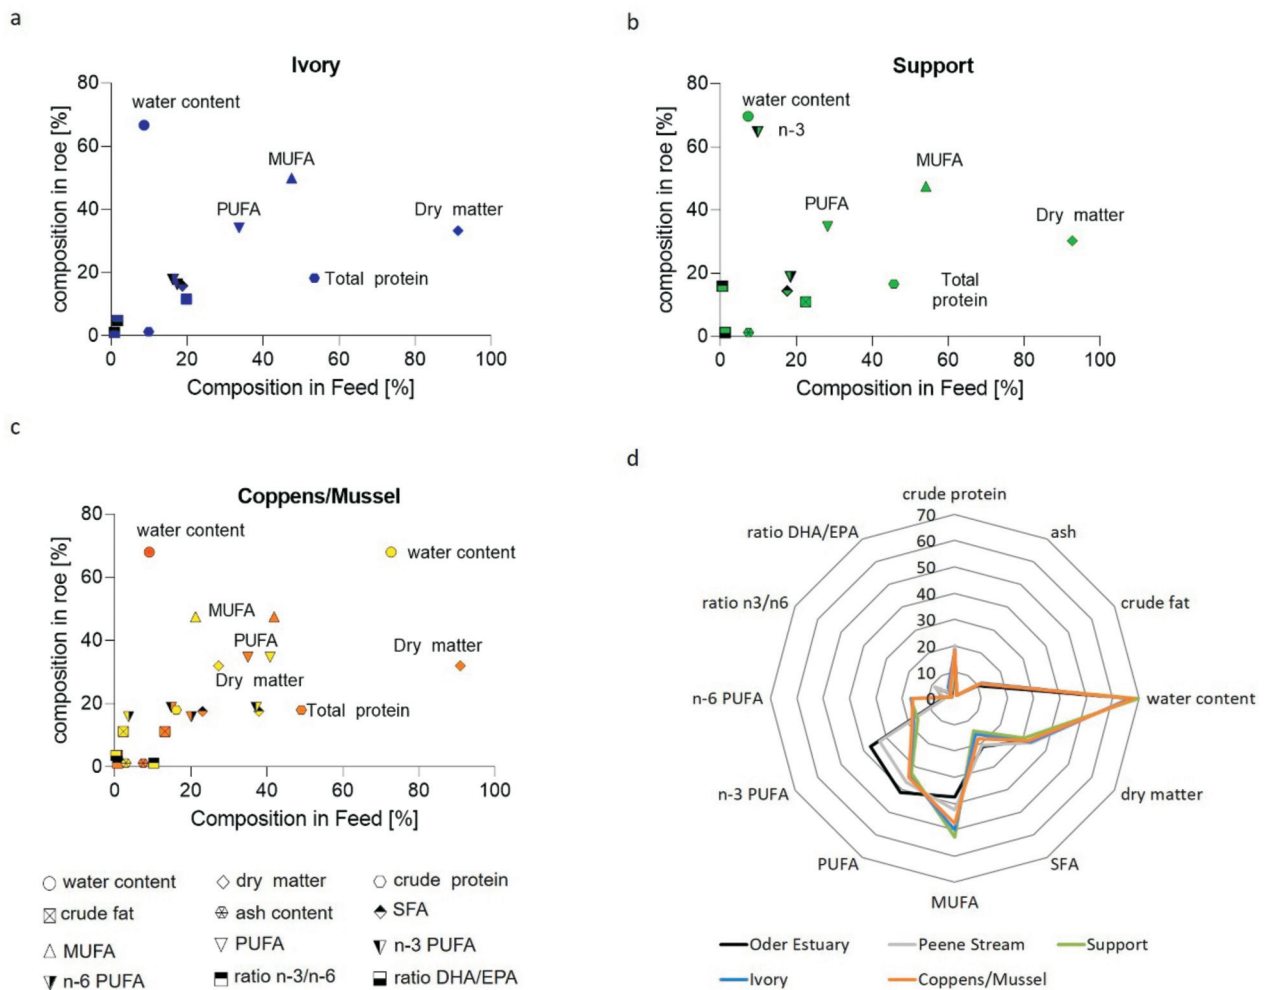 a
Ivory
composition in roe [%]
80
60
40
20
0
water content
MUFA
PUFA
Dry matter
Total protein
0 20 40 60 80 100
Composition in Feed [%]
b
Support
composition in roe [%]
80
60
40
20
0
water content
n-3
MUFA
PUFA
Dry matter
Total
protein
0 20 40 60 80 100
Composition in Feed [%]
c
Coppens/Mussel
composition in roe [%]
80
60
40
20
0
water content
water content
MUFA
PUFA
Dry matter
Dry matter
Total protein
0 20 40 60 80 100
Composition in Feed [%]
water content dry matter crude protein
crude fat ash content SFA
MUFA PUFA n-3 PUFA
n-6 PUFA ratio n-3/n-6 ratio DHA/EPA
d
crude protein
ash
crude fat
water content
dry matter
SFA
MUFA
PUFA
n-3 PUFA
n-6 PUFA
ratio n3/n6
ratio DHA/EPA
70
60
50
40
30
20
10
0
Oder Estuary Peene Stream Support
Ivory Coppens/Mussel